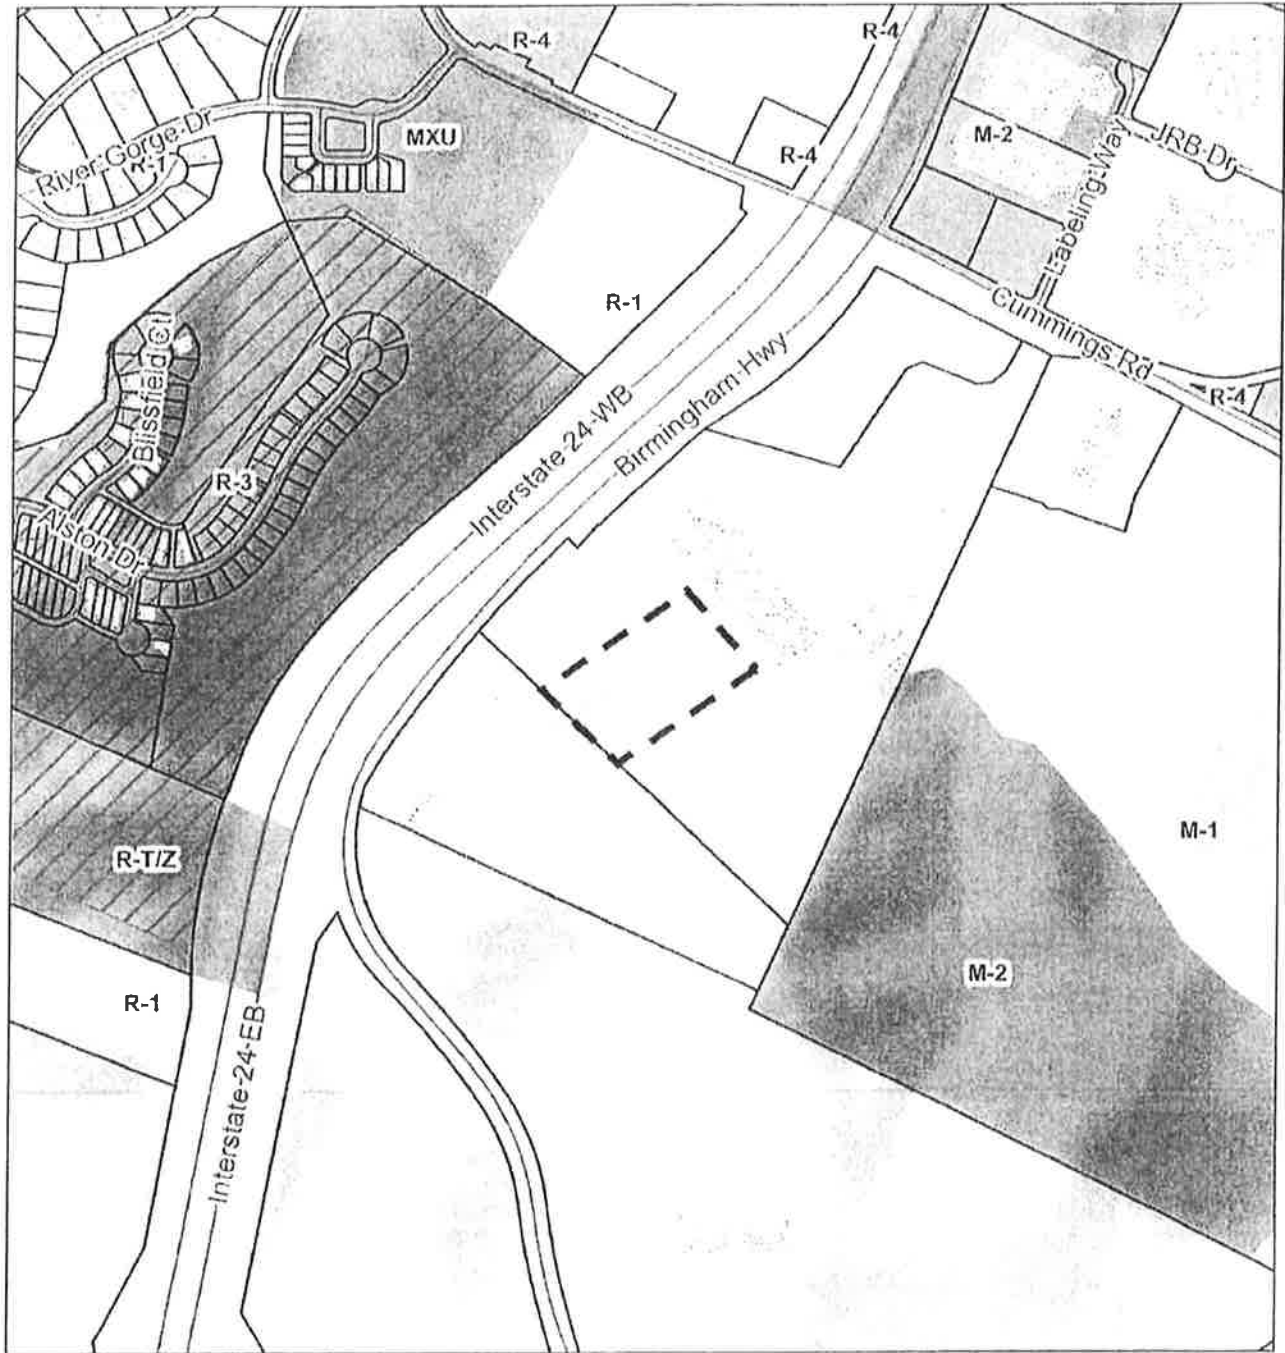 R-4
R-4
River Gorge Dr
MXU
M-2
JRB Dr
R-4
Labeling Way
R-1
Cummings Rd
Blissfield Ct
Interstate-24-WB
Birmingham-Hwy
R-4
R-3
Alston Dr
M-1
R-T/Z
M-2
R-1
Interstate-24-EB